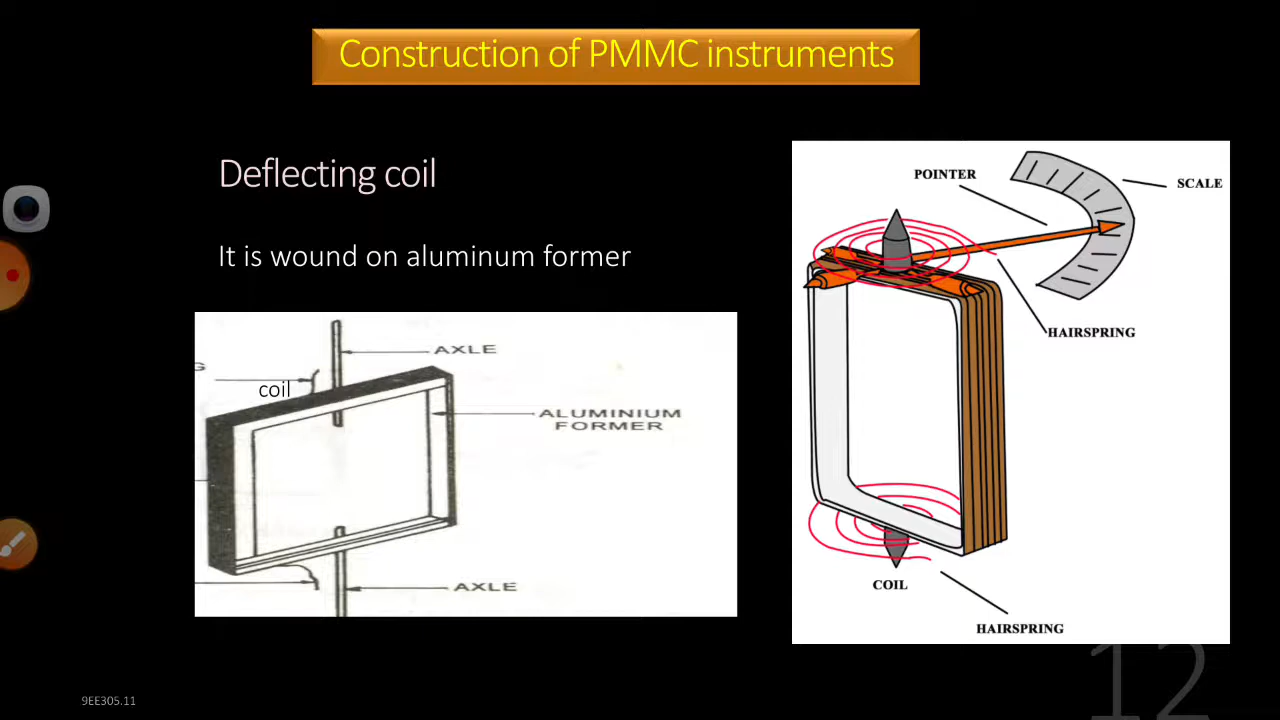 Construction of PMMC instruments
Deflecting coil
It is wound on aluminum former
AXLE
G
coil
ALUMINIUM
FORMER
AXLE
POINTER
SCALE
HAIRSPRING
COIL
HAIRSPRING
12
9EE305.11